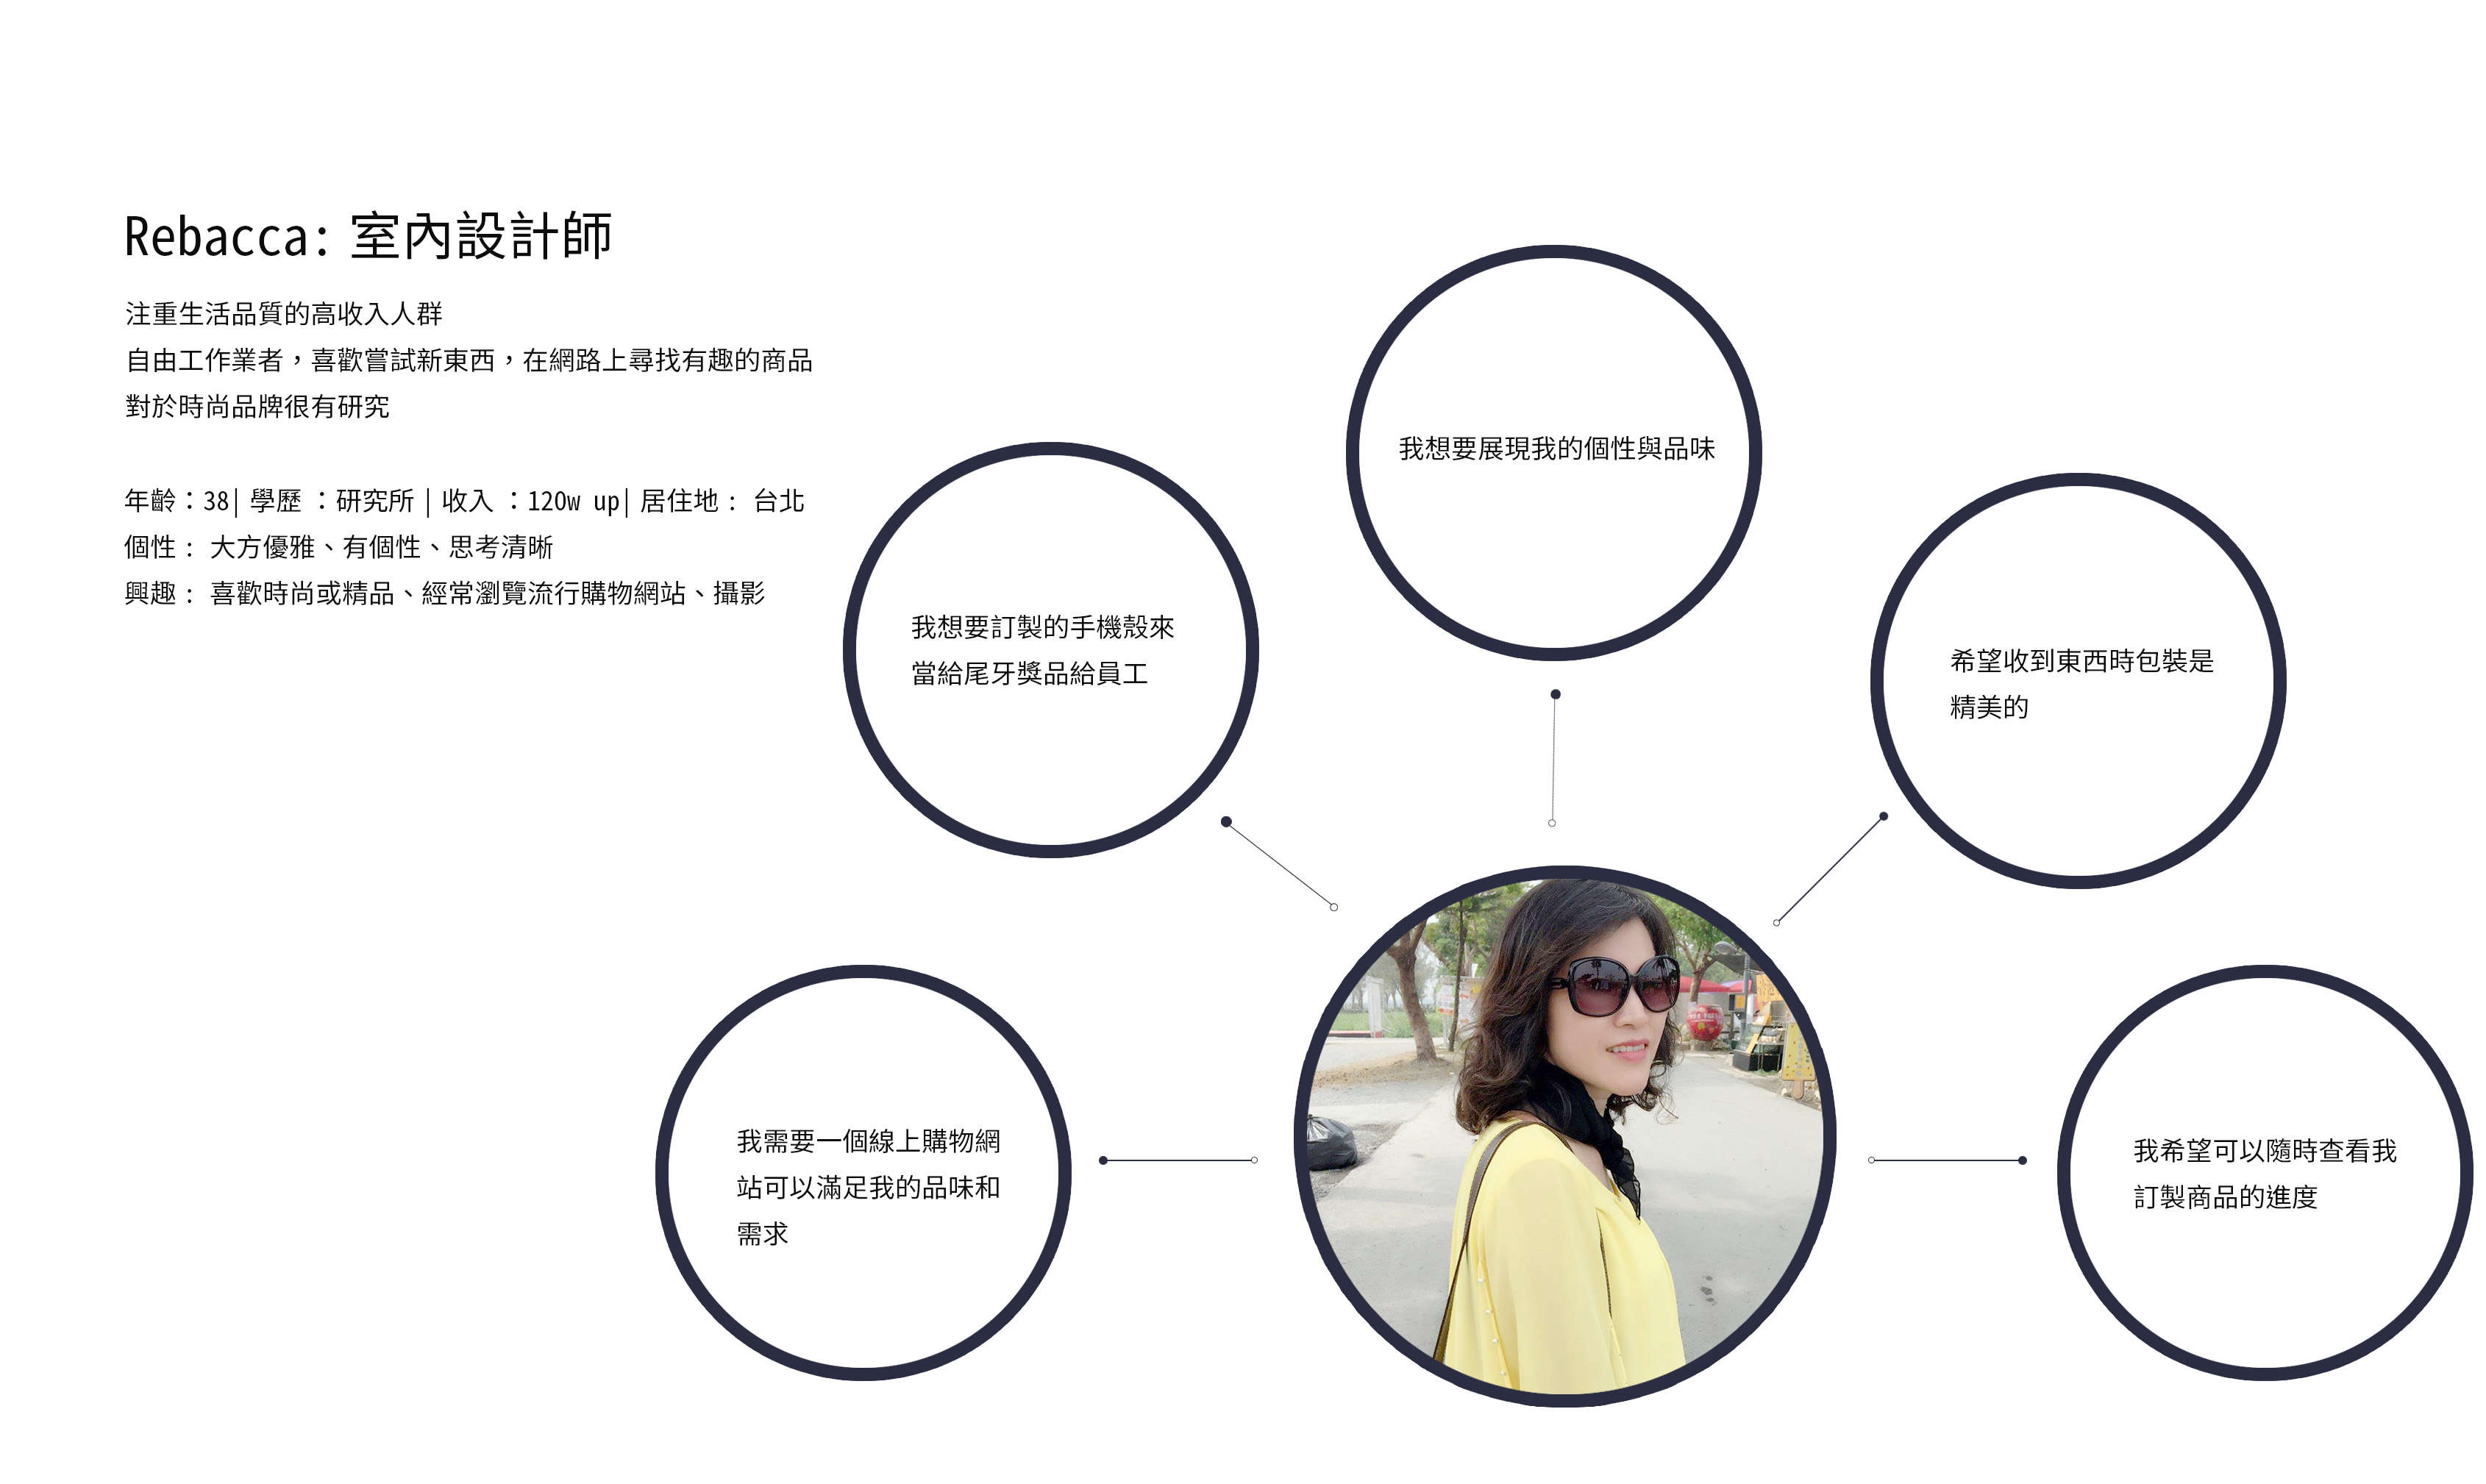 Rebacca: 室內設計師
注重生活品質的高收入人群
自由工作業者，喜歡嘗試新東西，在網路上尋找有趣的商品
對於時尚品牌很有研究
年齡：38| 學歷 ：研究所 | 收入 ：120w up| 居住地： 台北
個性： 大方優雅、有個性、思考清晰
興趣： 喜歡時尚或精品、經常瀏覽流行購物網站、攝影
我想要展現我的個性與品味
我想要訂製的手機殼來
當給尾牙獎品給員工
希望收到東西時包裝是
精美的
我需要一個線上購物網
站可以滿足我的品味和
需求
我希望可以隨時查看我
訂製商品的進度